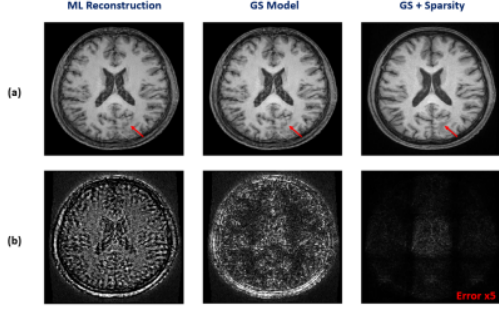 ML Reconstruction
GS Model
GS + Sparsity
(a)
(b)
Error x5